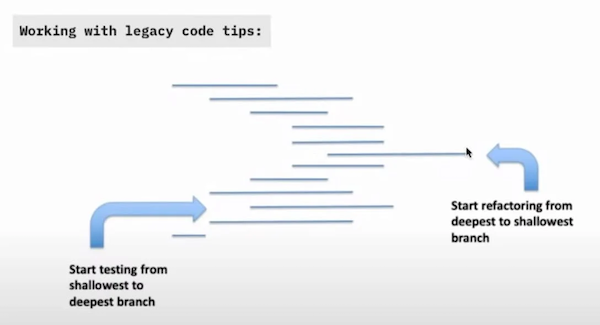 Working with legacy code tips:
Start refactoring from
deepest to shallowest
branch
Start testing from
shallowest to
deepest branch